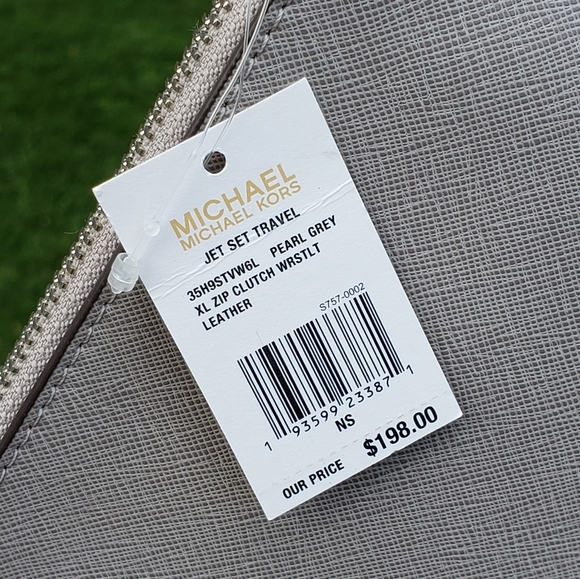 MICHAEL
MICHAEL KORS
JET SET TRAVEL
35H9STVW6L PEARL GREY
XL ZIP CLUTCH WRSTLT
LEATHER
S757-0002
1 93599 23387 1
NS
OUR PRICE $198.00